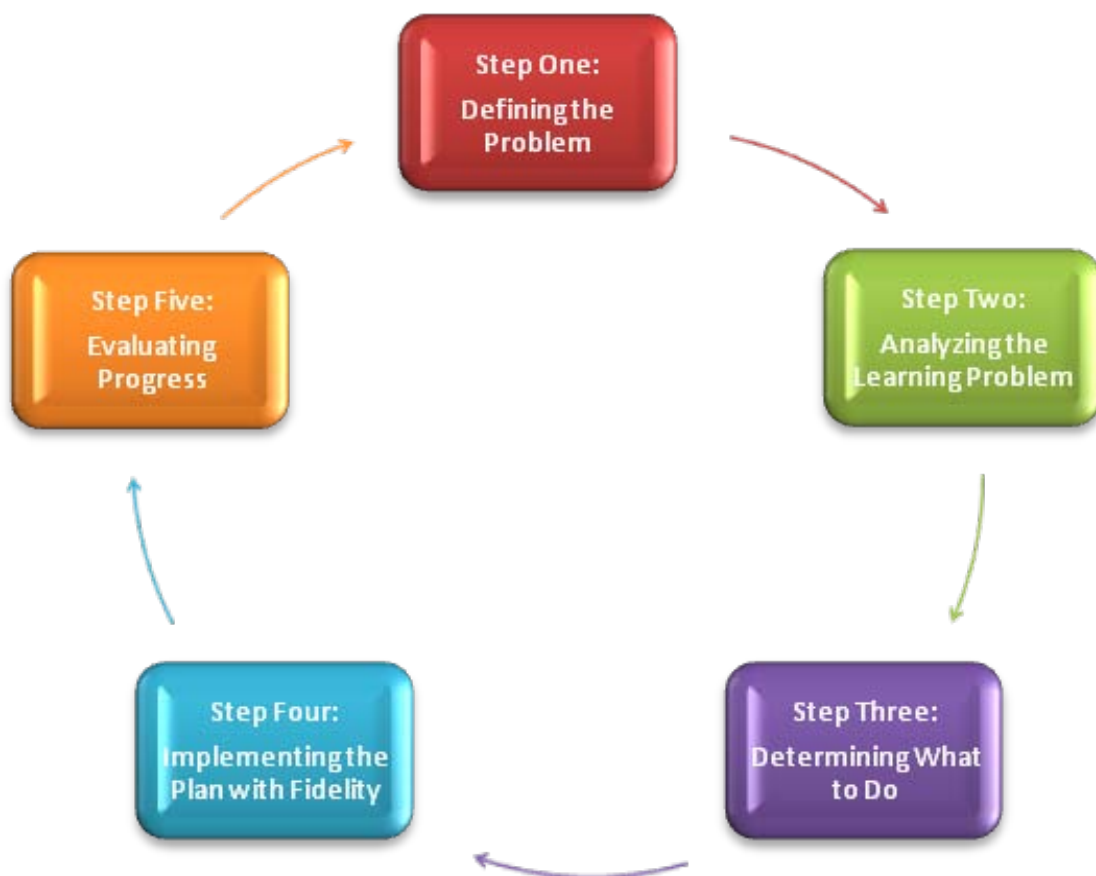 Step One:
Defining the
Problem
Step Two:
Analyzing the
Learning Problem
Step Three:
Determining What
to Do
Step Four:
Implementing the
Plan with Fidelity
Step Five:
Evaluating
Progress